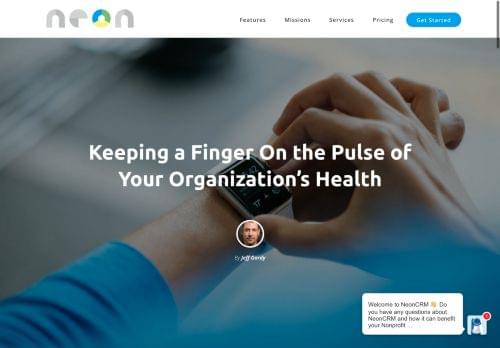 neon
Features
Missions
Services
Pricing
Get Started
Keeping a Finger On the Pulse of
Your Organization's Health
By Jeff Gordy
Welcome to NeonCRM 👋 Do
you have any questions about
NeonCRM and how it can benefit
your Nonprofit ...
1